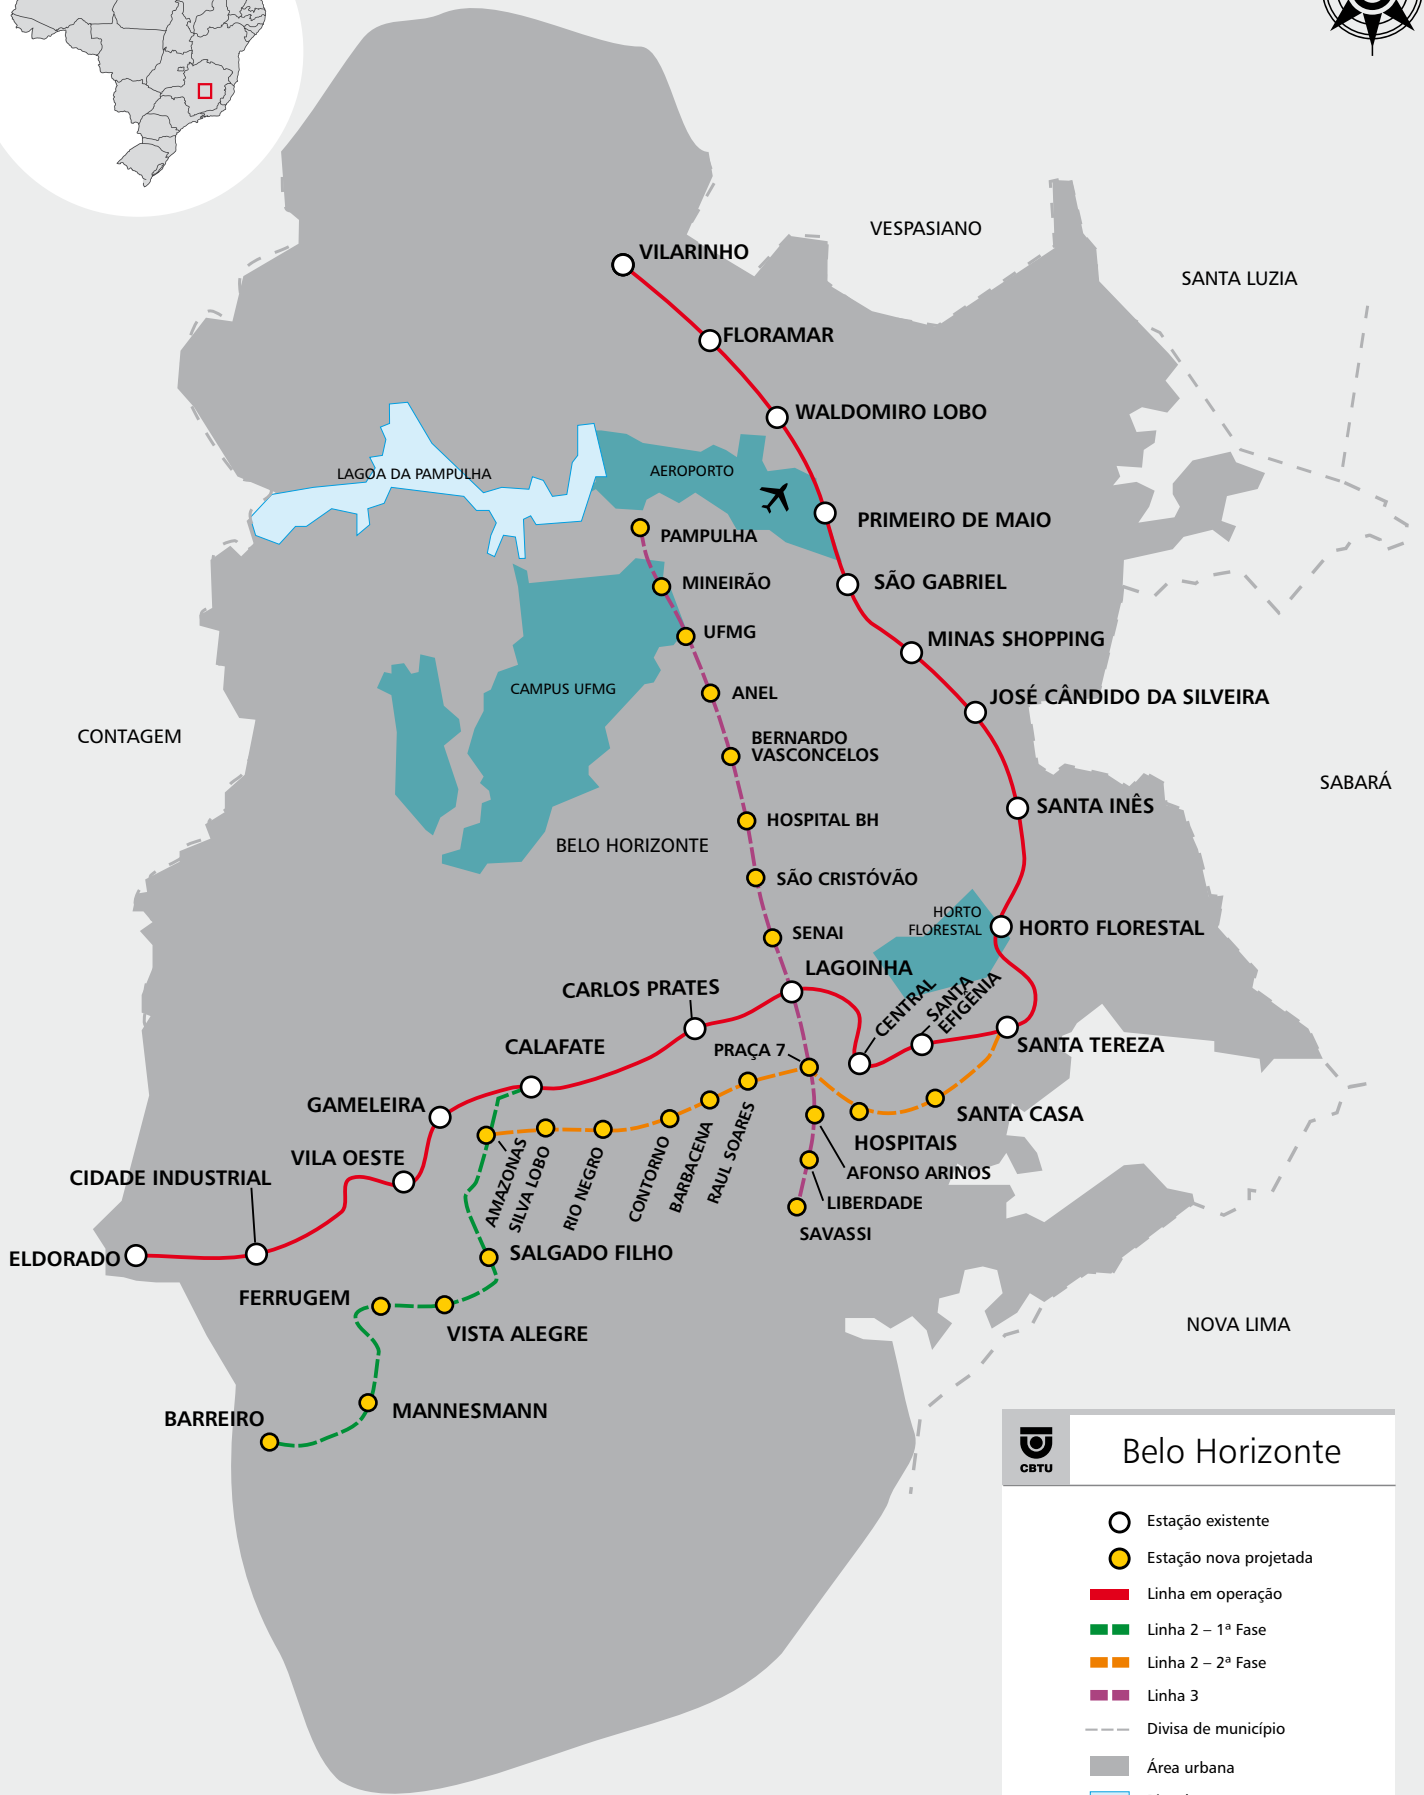 VESPASIANO
VILARINHO
SANTA LUZIA
FLORAMAR
WALDOMIRO LOBO
LAGOA DA PAMPULHA
AEROPORTO
PRIMEIRO DE MAIO
PAMPULHA
MINEIRÃO
SÃO GABRIEL
UFMG
MINAS SHOPPING
CAMPUS UFMG
ANEL
JOSÉ CÂNDIDO DA SILVEIRA
CONTAGEM
BERNARDO
VASCONCELOS
SABARÁ
SANTA INÊS
HOSPITAL BH
BELO HORIZONTE
SÃO CRISTÓVÃO
HORTO
FLORESTAL
HORTO FLORESTAL
SENAI
LAGOINHA
CARLOS PRATES
CENTRAL
SANTA
EFIGÊNIA
CALAFATE
PRAÇA 7
SANTA TEREZA
GAMELEIRA
SANTA CASA
HOSPITAIS
VILA OESTE
AMAZONAS
SILVA LOBO
RIO NEGRO
CONTORNO
BARBACENA
RAUL SOARES
AFONSO ARINOS
CIDADE INDUSTRIAL
LIBERDADE
SAVASSI
ELDORADO
SALGADO FILHO
FERRUGEM
VISTA ALEGRE
NOVA LIMA
MANNESMANN
BARREIRO
CBTU
Belo Horizonte
Estação existente
Estação nova projetada
Linha em operação
Linha 2 – 1ª Fase
Linha 2 – 2ª Fase
Linha 3
Divisa de município
Área urbana